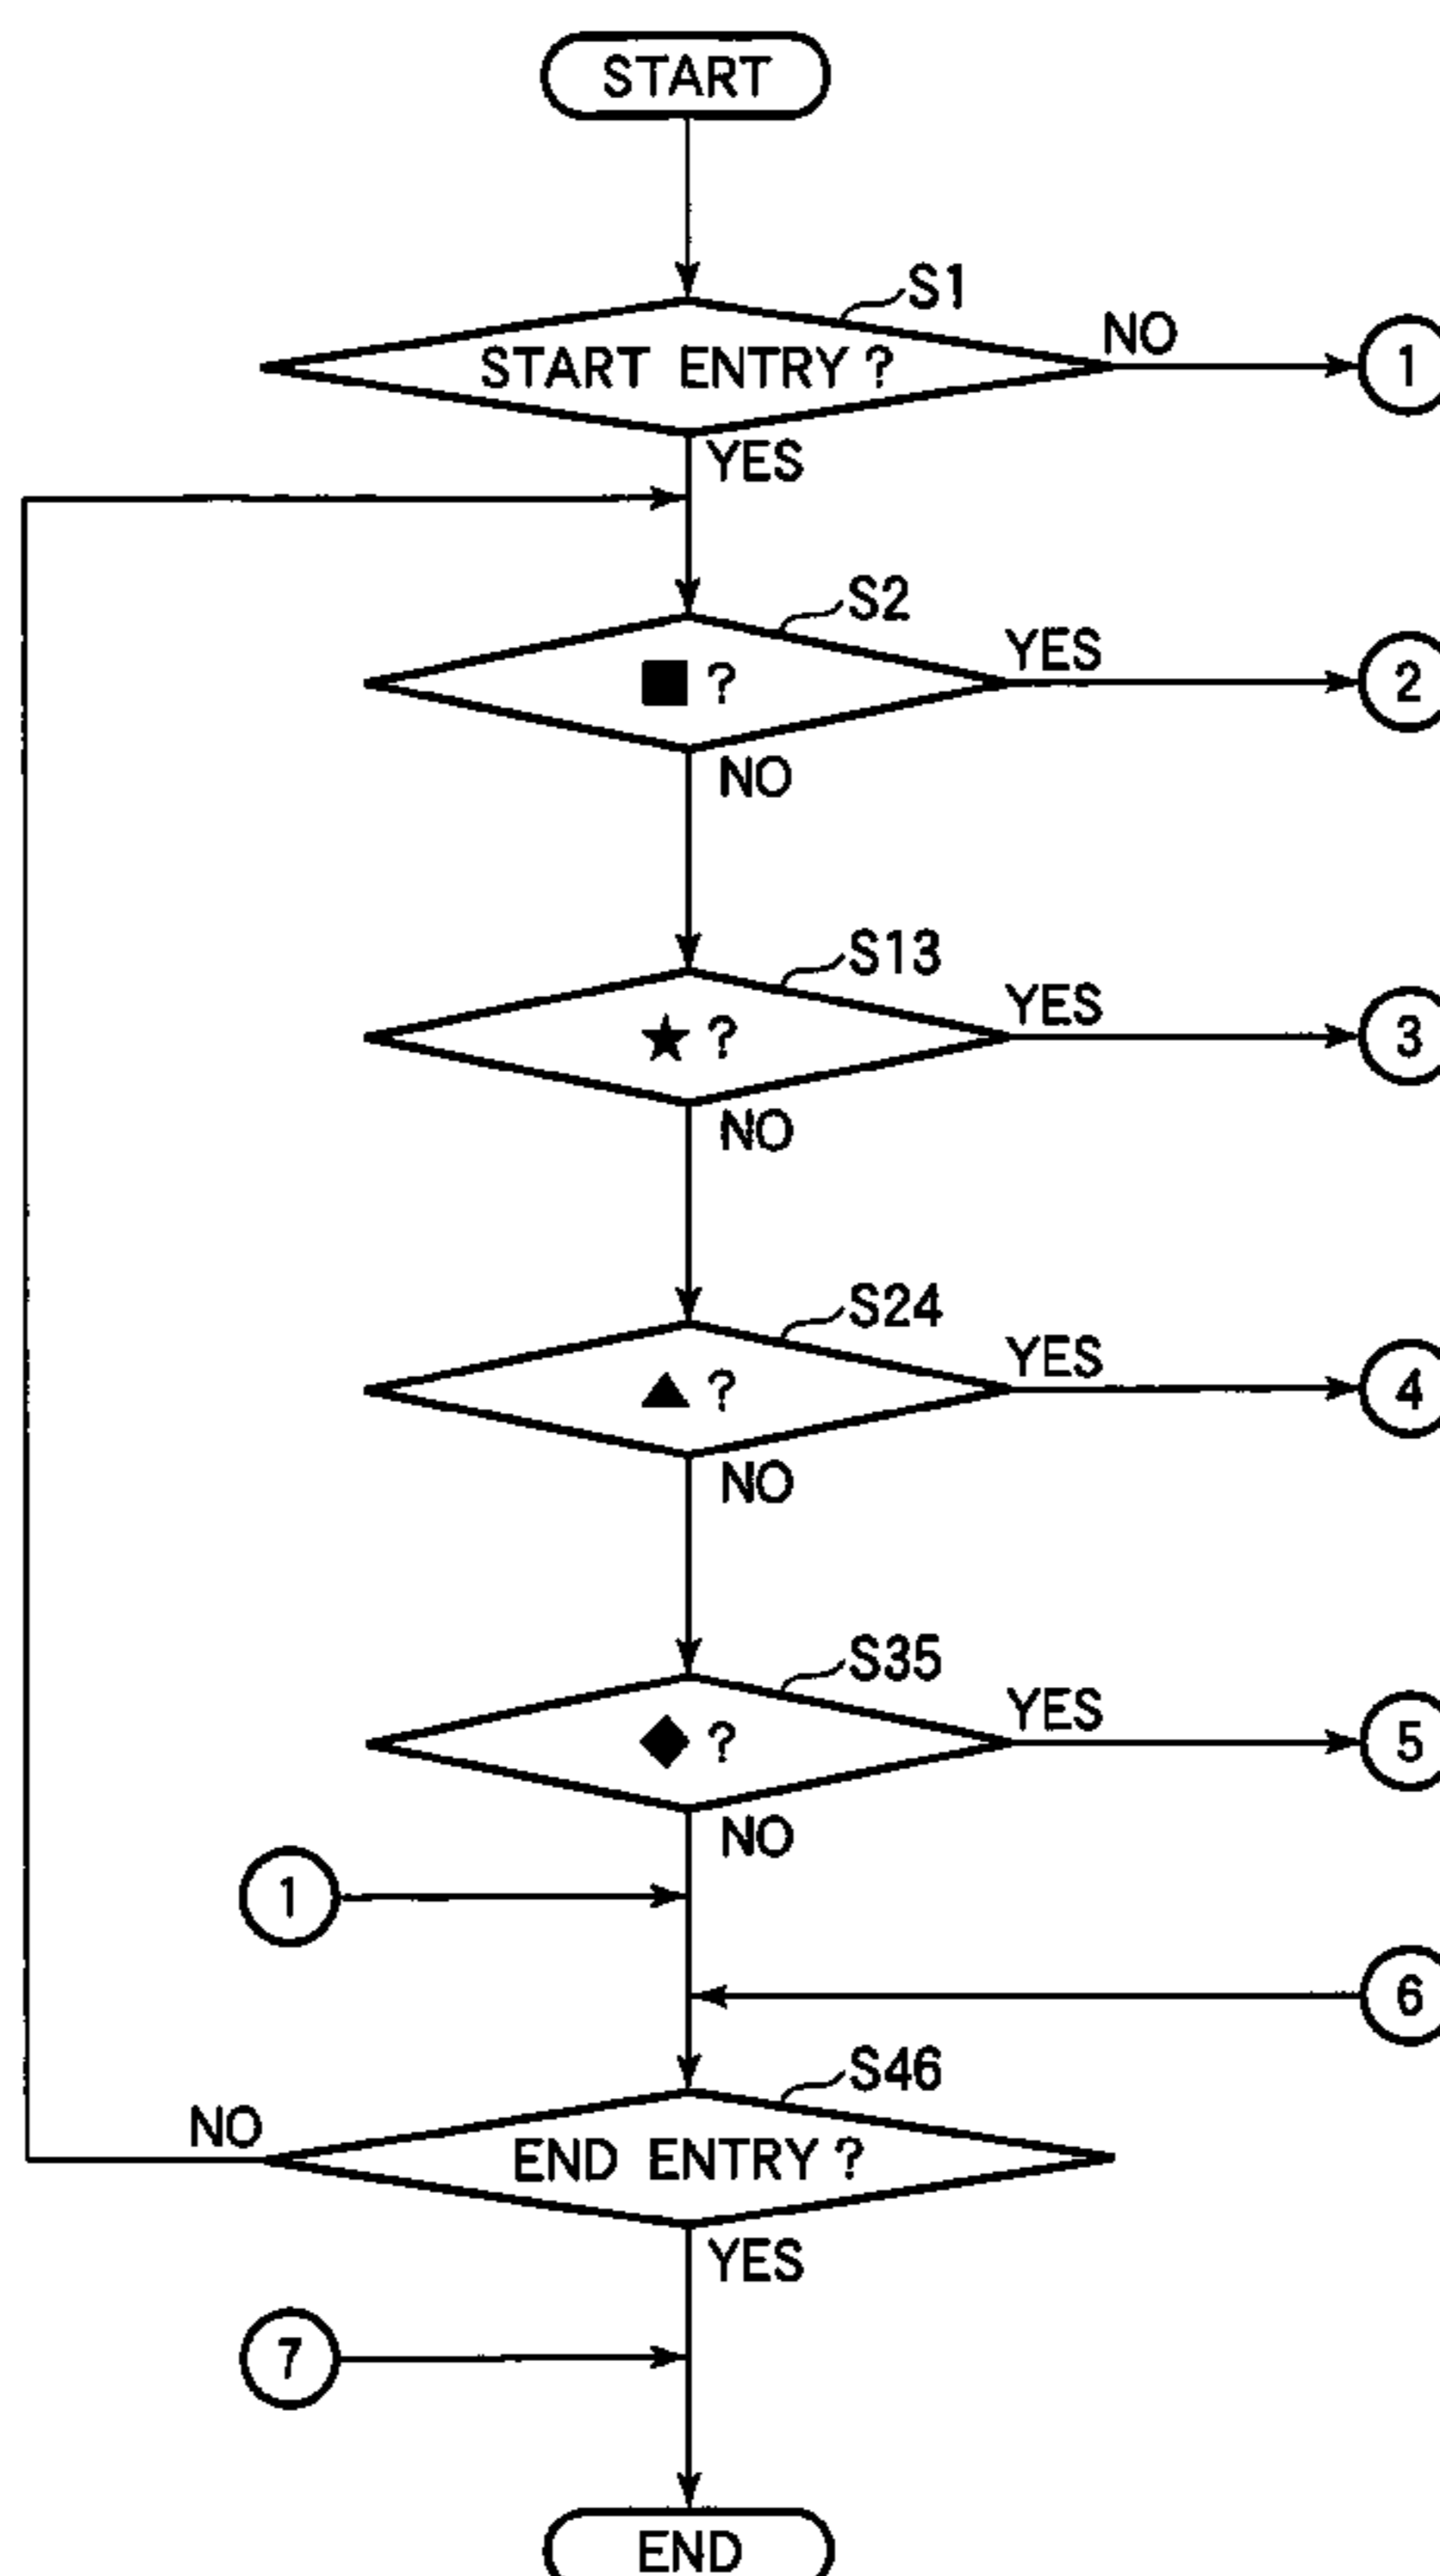 START
S1
START ENTRY ?
NO
1
YES
S2
■ ?
YES
2
NO
S13
★ ?
YES
3
NO
S24
▲ ?
YES
4
NO
S35
◆ ?
YES
5
NO
1
6
S46
NO
END ENTRY ?
YES
7
END